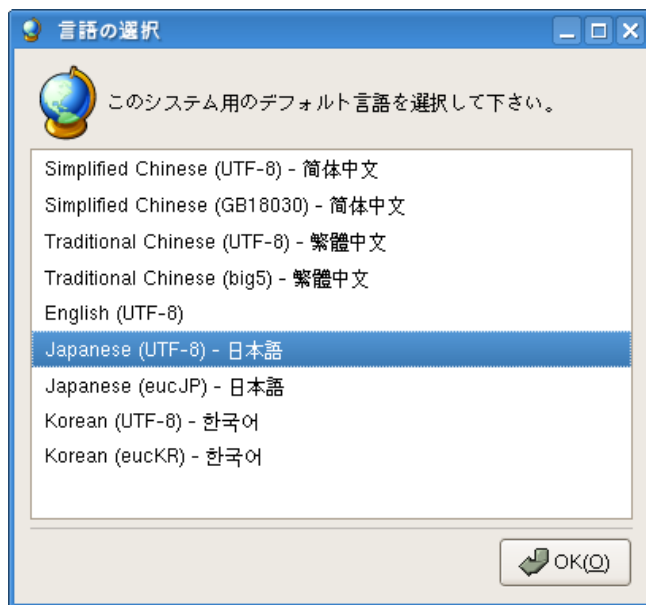 言語の選択
このシステム用のデフォルト言語を選択して下さい。
Simplified Chinese (UTF-8) - 简体中文
Simplified Chinese (GB18030) - 简体中文
Traditional Chinese (UTF-8) - 繁體中文
Traditional Chinese (big5) - 繁體中文
English (UTF-8)
Japanese (UTF-8) - 日本語
Japanese (eucJP) - 日本語
Korean (UTF-8) - 한국어
Korean (eucKR) - 한국어
OK(O)